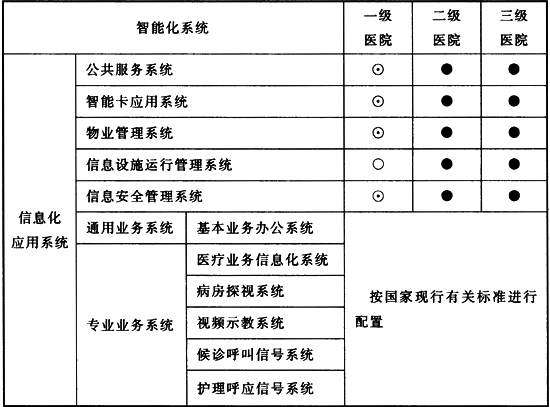 智能化系统
一级
医院
二级
医院
三级
医院
信息化
应用系统
公共服务系统 ⊙ ● ●
智能卡应用系统 ⊙ ● ●
物业管理系统 ⊙ ● ●
信息设施运行管理系统 ○ ● ●
信息安全管理系统 ⊙ ● ●
通用业务系统
基本业务办公系统
专业业务系统
医疗业务信息化系统
病房探视系统
视频示教系统
候诊呼叫信号系统
护理呼应信号系统
按国家现行有关标准进行
配置